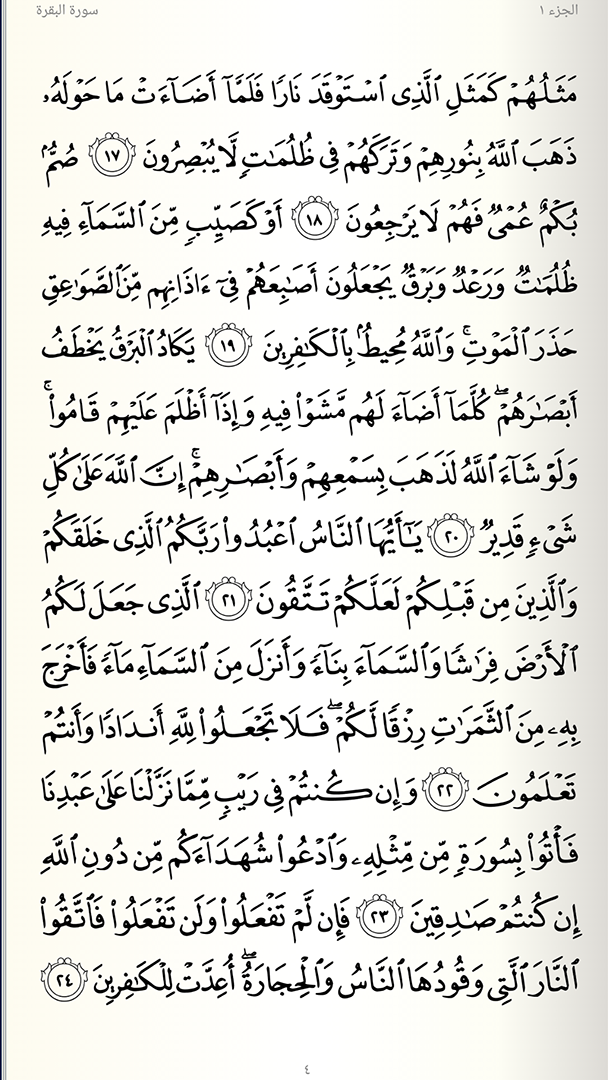 الجزء ١
سورة البقرة
مَثَلُهُمْ كَمَثَلِ ٱلَّذِى ٱسْتَوْقَدَ نَارًا فَلَمَّآ أَضَآءَتْ مَا حَوْلَهُۥ
ذَهَبَ ٱللَّهُ بِنُورِهِمْ وَتَرَكَهُمْ فِى ظُلُمَٰتٍ لَّا يُبْصِرُونَ ١٧ صُمٌّۢ
بُكْمٌ عُمْىٌ فَهُمْ لَا يَرْجِعُونَ ١٨ أَوْ كَصَيِّبٍ مِّنَ ٱلسَّمَآءِ فِيهِ
ظُلُمَٰتٌ وَرَعْدٌ وَبَرْقٌ يَجْعَلُونَ أَصَٰبِعَهُمْ فِىٓ ءَاذَانِهِم مِّنَ ٱلصَّوَٰعِقِ
حَذَرَ ٱلْمَوْتِ ۚ وَٱللَّهُ مُحِيطٌۢ بِٱلْكَٰفِرِينَ ١٩ يَكَادُ ٱلْبَرْقُ يَخْطَفُ
أَبْصَٰرَهُمْ ۖ كُلَّمَآ أَضَآءَ لَهُم مَّشَوْا۟ فِيهِ وَإِذَآ أَظْلَمَ عَلَيْهِمْ قَامُوا۟ ۚ
وَلَوْ شَآءَ ٱللَّهُ لَذَهَبَ بِسَمْعِهِمْ وَأَبْصَٰرِهِمْ ۚ إِنَّ ٱللَّهَ عَلَىٰ كُلِّ
شَىْءٍ قَدِيرٌ ٢٠ يَٰٓأَيُّهَا ٱلنَّاسُ ٱعْبُدُوا۟ رَبَّكُمُ ٱلَّذِى خَلَقَكُمْ
وَٱلَّذِينَ مِن قَبْلِكُمْ لَعَلَّكُمْ تَتَّقُونَ ٢١ ٱلَّذِى جَعَلَ لَكُمُ
ٱلْأَرْضَ فِرَٰشًا وَٱلسَّمَآءَ بِنَآءً وَأَنزَلَ مِنَ ٱلسَّمَآءِ مَآءً فَأَخْرَجَ
بِهِۦ مِنَ ٱلثَّمَرَٰتِ رِزْقًا لَّكُمْ ۖ فَلَا تَجْعَلُوا۟ لِلَّهِ أَندَادًا وَأَنتُمْ
تَعْلَمُونَ ٢٢ وَإِن كُنتُمْ فِى رَيْبٍ مِّمَّا نَزَّلْنَا عَلَىٰ عَبْدِنَا
فَأْتُوا۟ بِسُورَةٍ مِّن مِّثْلِهِۦ وَٱدْعُوا۟ شُهَدَآءَكُم مِّن دُونِ ٱللَّهِ
إِن كُنتُمْ صَٰدِقِينَ ٢٣ فَإِن لَّمْ تَفْعَلُوا۟ وَلَن تَفْعَلُوا۟ فَٱتَّقُوا۟
ٱلنَّارَ ٱلَّتِى وَقُودُهَا ٱلنَّاسُ وَٱلْحِجَارَةُ ۖ أُعِدَّتْ لِلْكَٰفِرِينَ ٢٤
٤